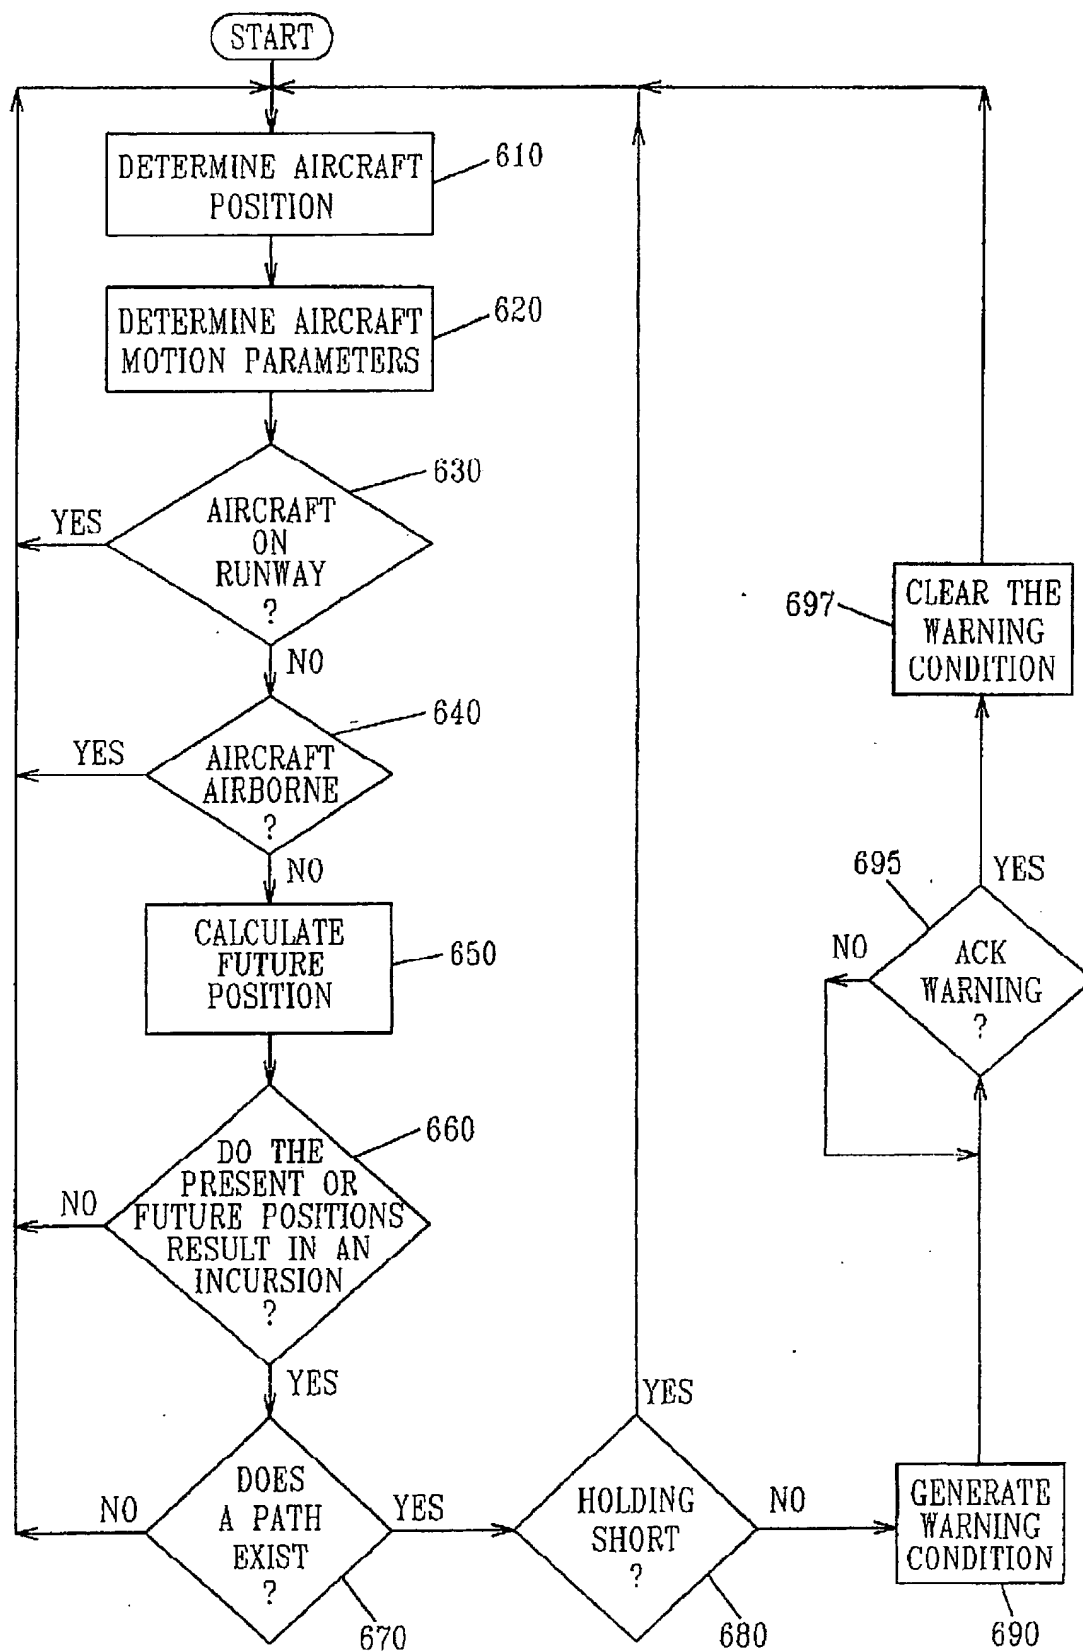 START
DETERMINE AIRCRAFT
POSITION
610
DETERMINE AIRCRAFT
MOTION PARAMETERS
620
AIRCRAFT
ON
RUNWAY
?
630
YES
NO
AIRCRAFT
AIRBORNE
?
640
YES
NO
CALCULATE
FUTURE
POSITION
650
DO THE
PRESENT OR
FUTURE POSITIONS
RESULT IN AN
INCURSION
?
660
NO
YES
DOES
A PATH
EXIST
?
670
NO
YES
HOLDING
SHORT
?
680
YES
NO
GENERATE
WARNING
CONDITION
690
ACK
WARNING
?
695
NO
YES
CLEAR THE
WARNING
CONDITION
697